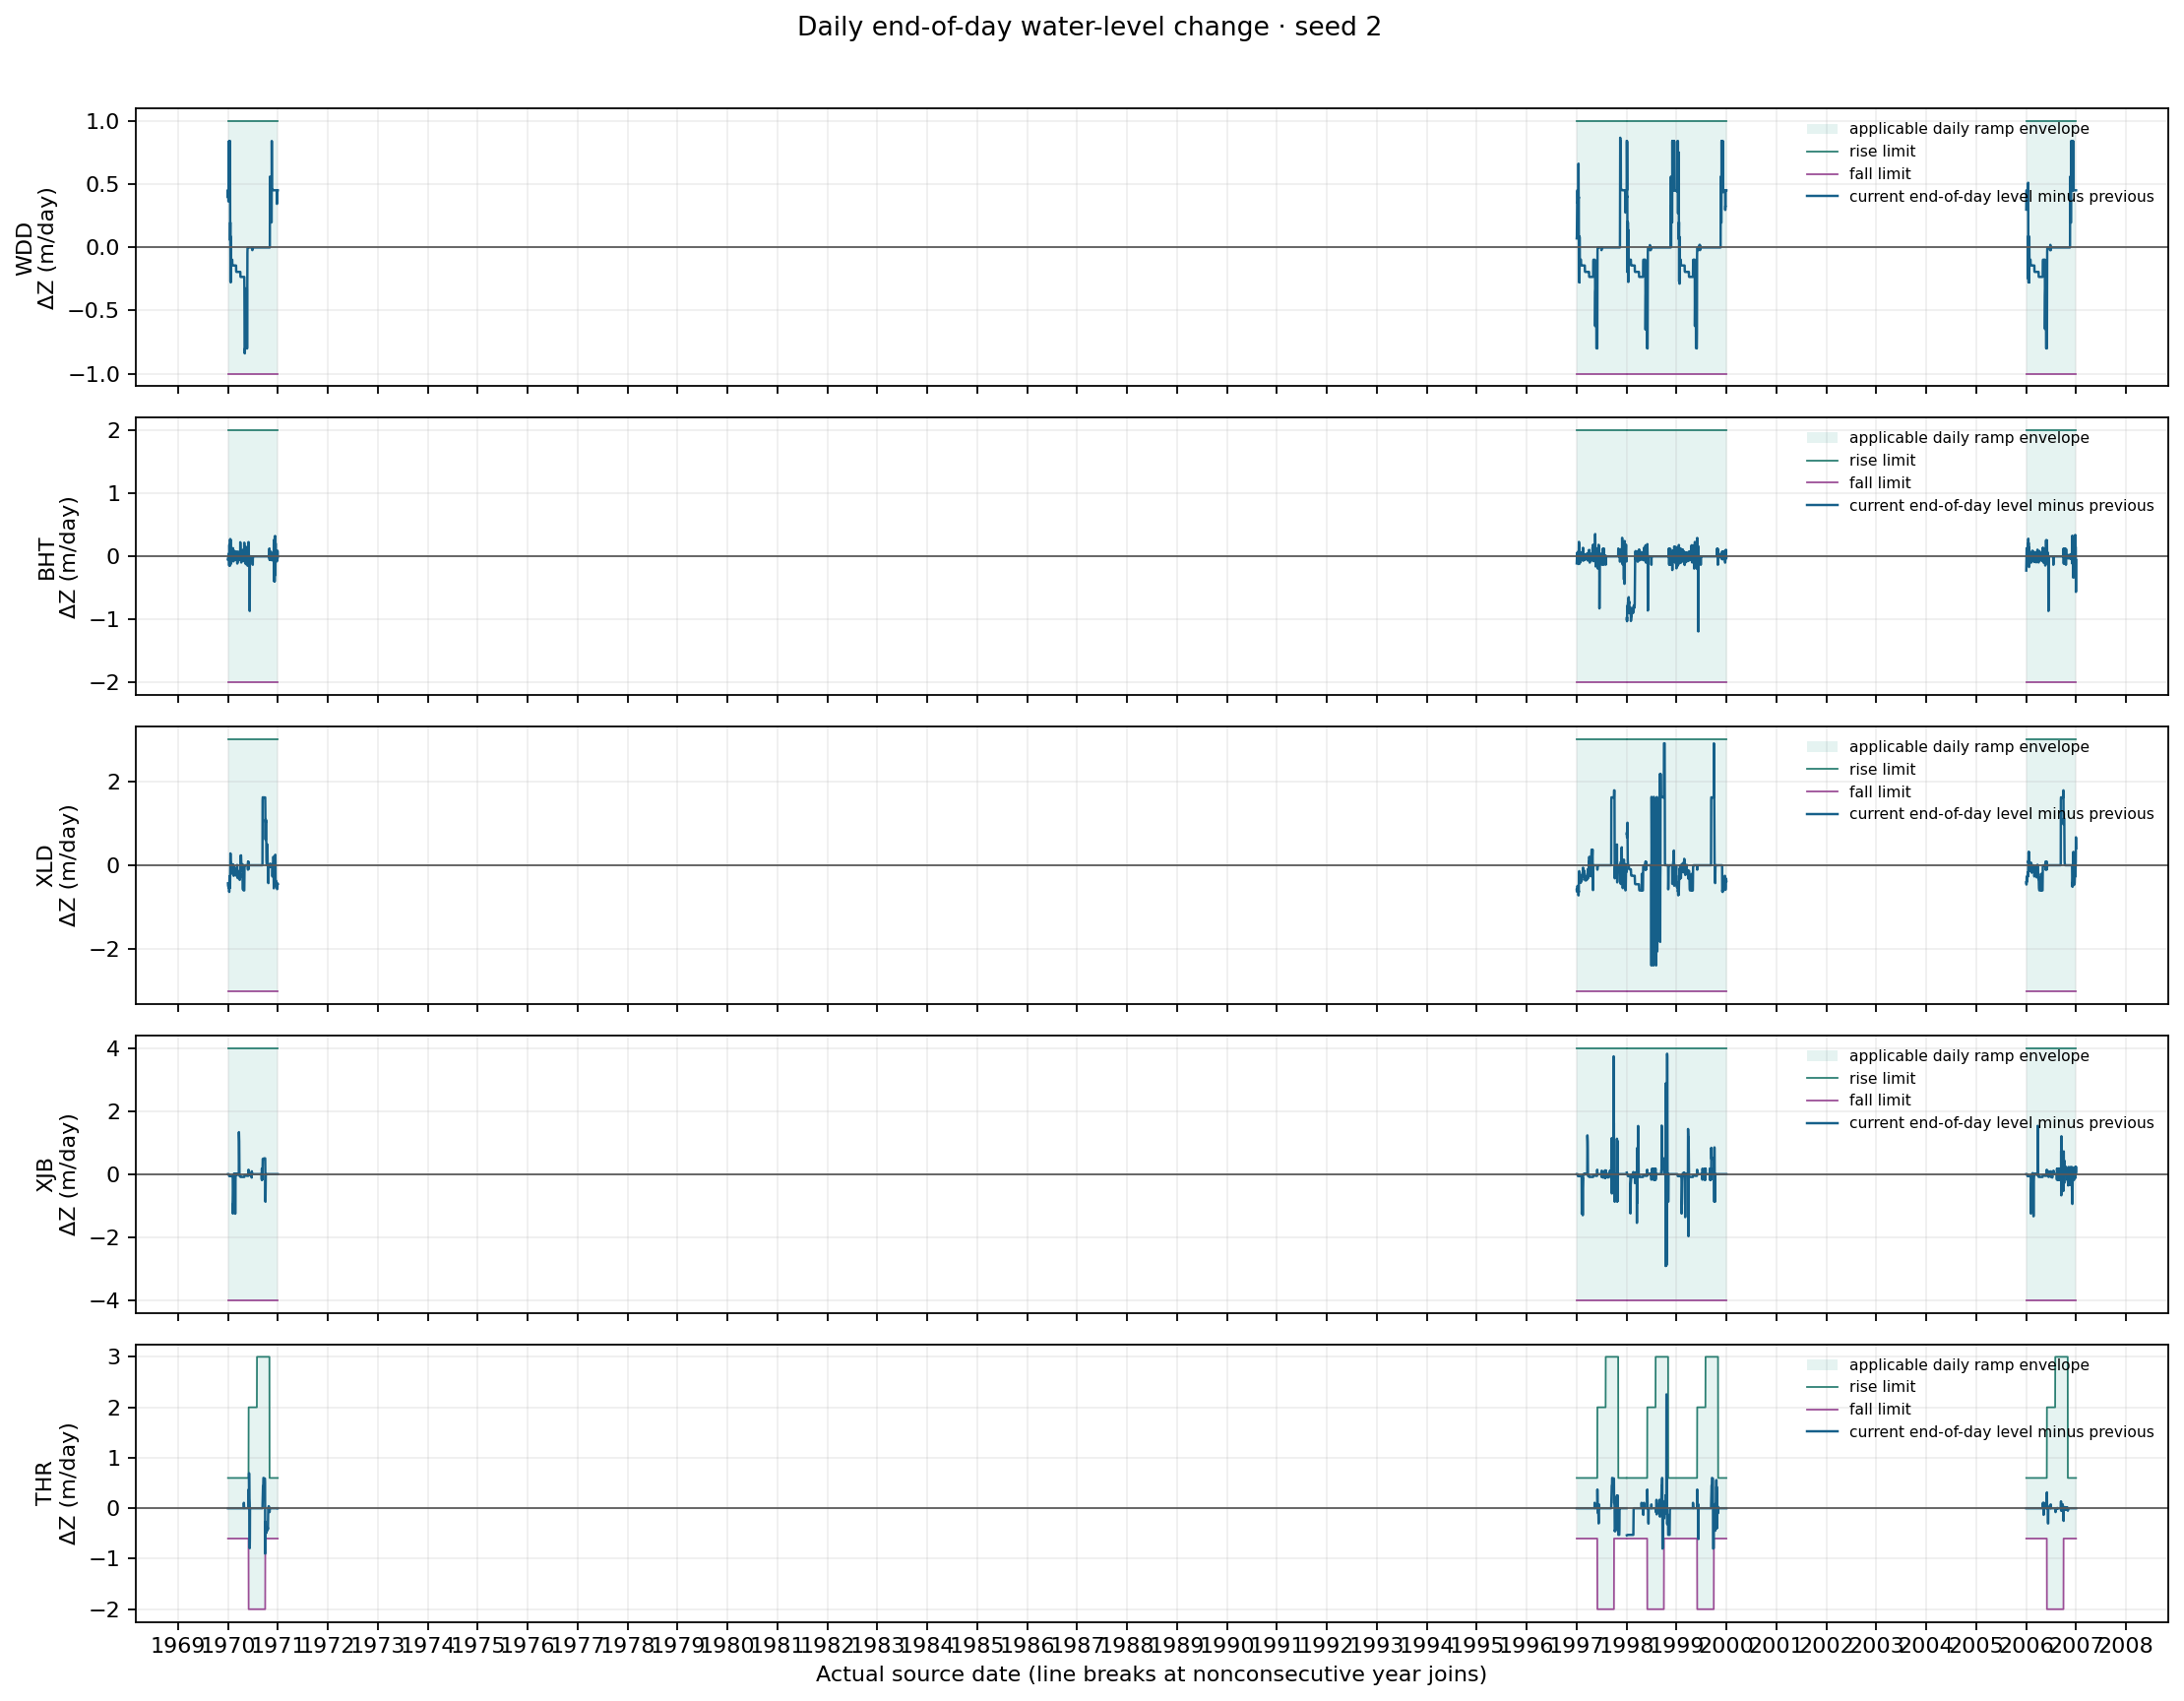 Daily end-of-day water-level change · seed 2
WDD
ΔZ (m/day)
1.0
0.5
0.0
−0.5
−1.0
applicable daily ramp envelope
rise limit
fall limit
current end-of-day level minus previous
BHT
ΔZ (m/day)
2
1
0
−1
−2
applicable daily ramp envelope
rise limit
fall limit
current end-of-day level minus previous
XLD
ΔZ (m/day)
2
0
−2
applicable daily ramp envelope
rise limit
fall limit
current end-of-day level minus previous
XJB
ΔZ (m/day)
4
2
0
−2
−4
applicable daily ramp envelope
rise limit
fall limit
current end-of-day level minus previous
THR
ΔZ (m/day)
3
2
1
0
−1
−2
applicable daily ramp envelope
rise limit
fall limit
current end-of-day level minus previous
1969 1970 1971 1972 1973 1974 1975 1976 1977 1978 1979 1980 1981 1982 1983 1984 1985 1986 1987 1988 1989 1990 1991 1992 1993 1994 1995 1996 1997 1998 1999 2000 2001 2002 2003 2004 2005 2006 2007 2008
Actual source date (line breaks at nonconsecutive year joins)